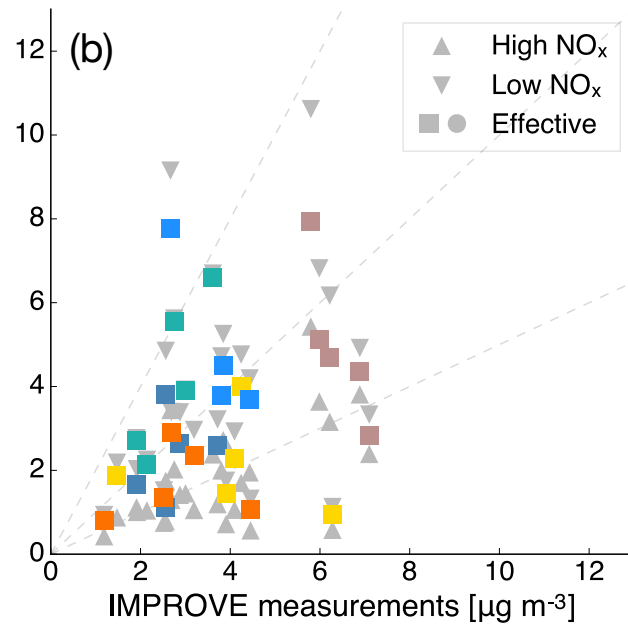 (b)
High NOₓ
Low NOₓ
Effective
12
10
8
6
4
2
0
0 2 4 6 8 10 12
IMPROVE measurements [µg m⁻³]